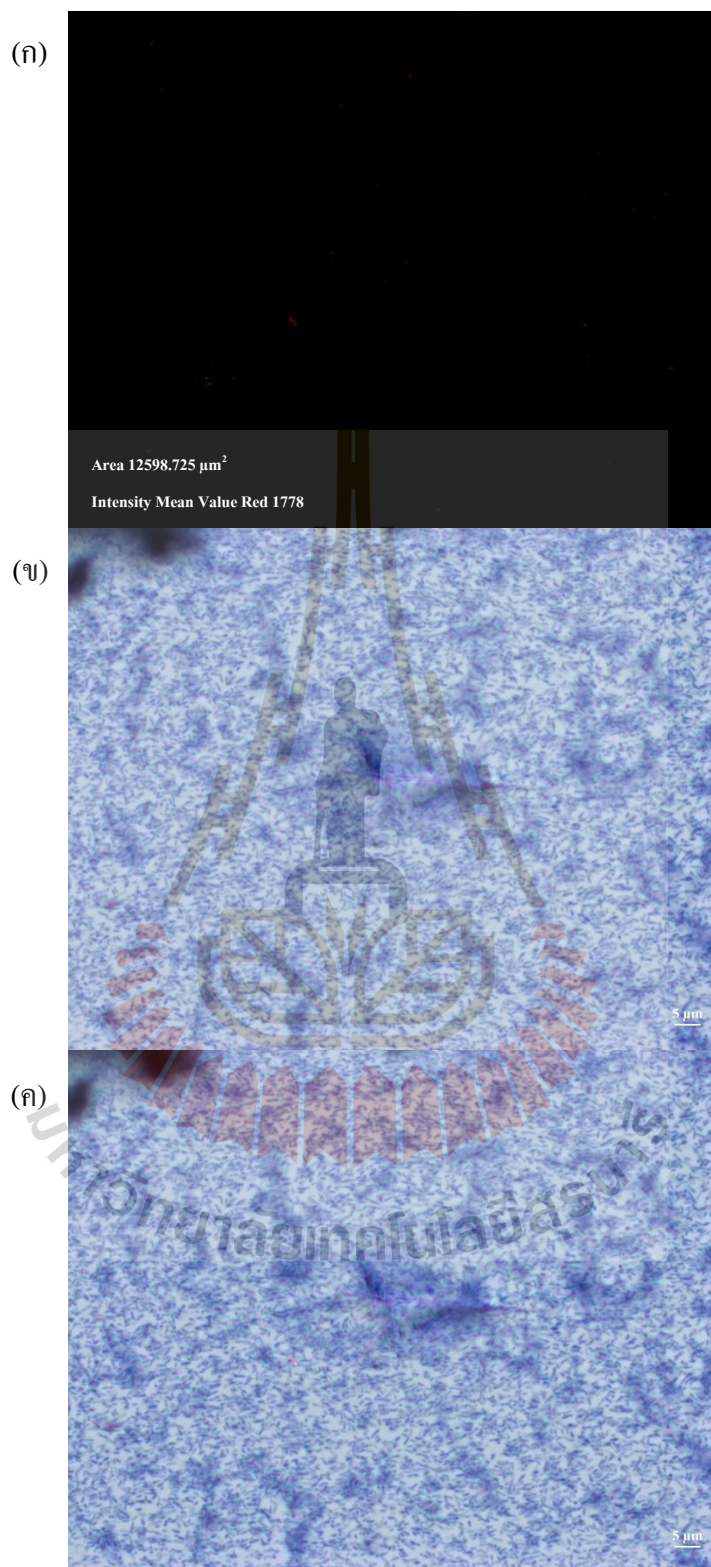 (ก)
Area 12598.725 µm²
Intensity Mean Value Red 1778
(ข)
5 µm
(ค)
มหาวิทยาลัยเทคโนโลยีสุรนารี
5 µm